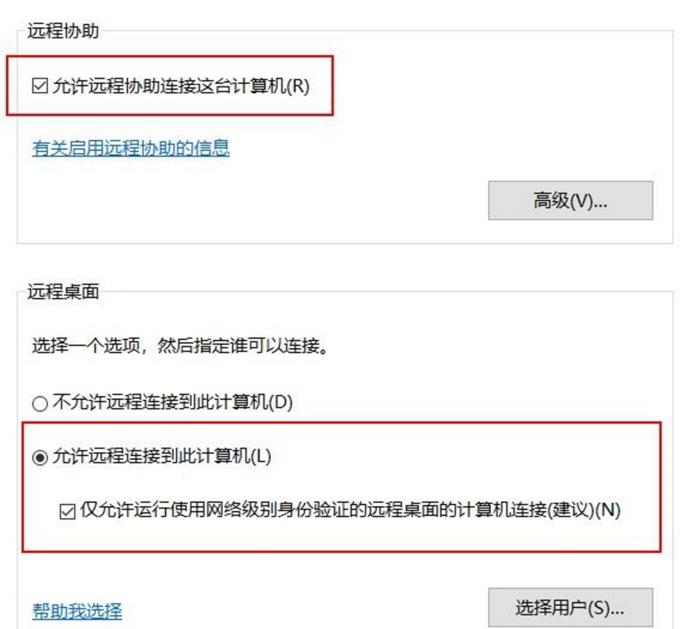 远程协助
允许远程协助连接这台计算机(R)
有关启用远程协助的信息
高级(V)...
远程桌面
选择一个选项，然后指定谁可以连接。
不允许远程连接到此计算机(D)
允许远程连接到此计算机(L)
仅允许运行使用网络级别身份验证的远程桌面的计算机连接(建议)(N)
帮助我选择
选择用户(S)...